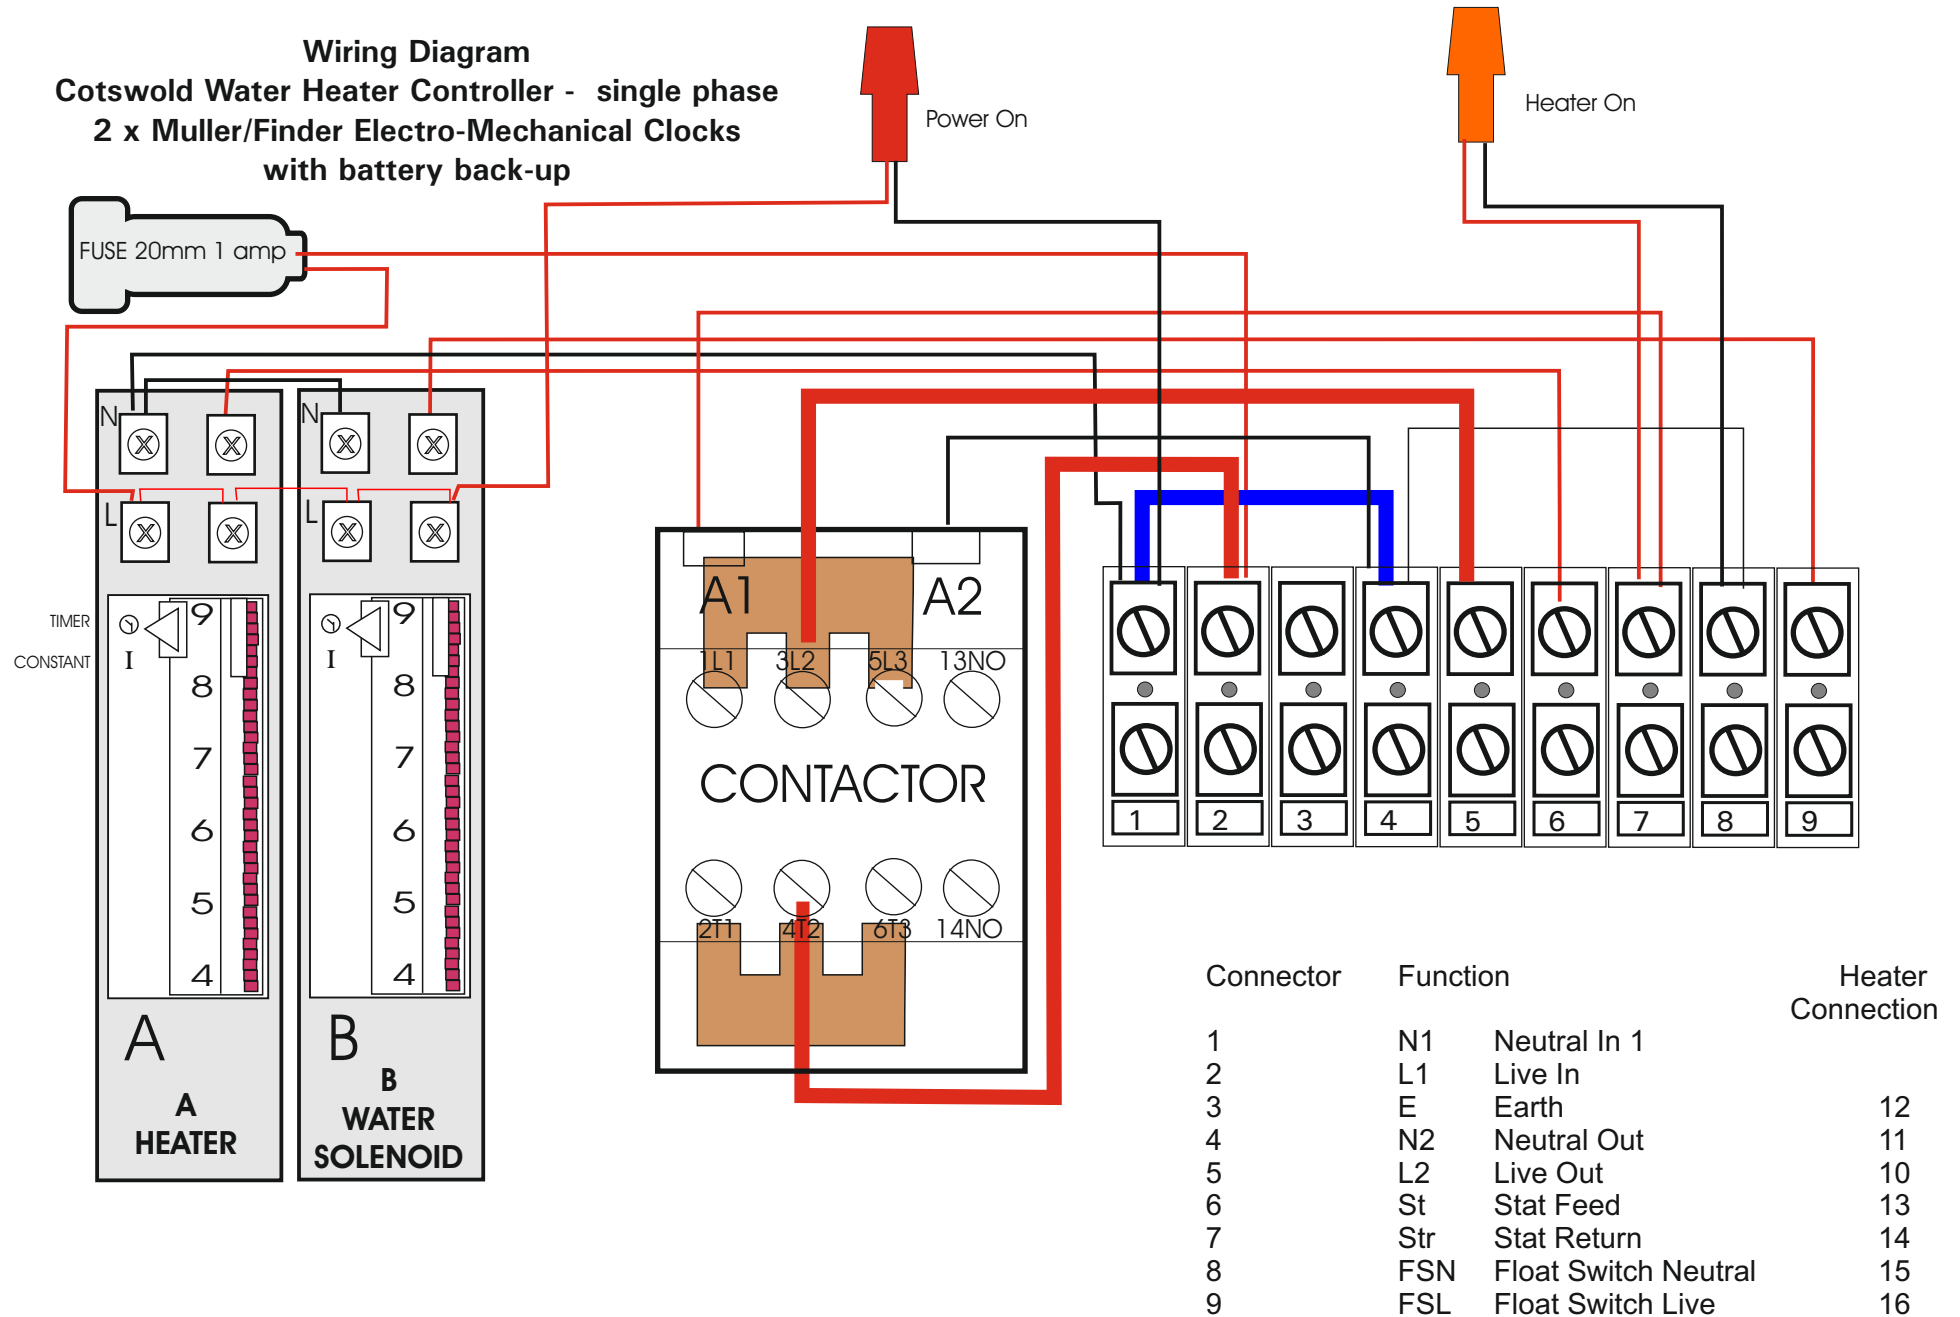 Wiring Diagram
Cotswold Water Heater Controller - single phase
2 x Muller/Finder Electro-Mechanical Clocks
with battery back-up
Power On
Heater On
FUSE 20mm 1 amp
N
N
L
L
TIMER
CONSTANT
I
9
8
7
6
5
4
I
9
8
7
6
5
4
A
A
HEATER
B
B
WATER
SOLENOID
A1 A2
1L1 3L2 5L3 13NO
CONTACTOR
2T1 4T2 6T3 14NO
1 2 3 4 5 6 7 8 9
Connector Function Heater
Connection
1 N1 Neutral In 1
2 L1 Live In
3 E Earth 12
4 N2 Neutral Out 11
5 L2 Live Out 10
6 St Stat Feed 13
7 Str Stat Return 14
8 FSN Float Switch Neutral 15
9 FSL Float Switch Live 16